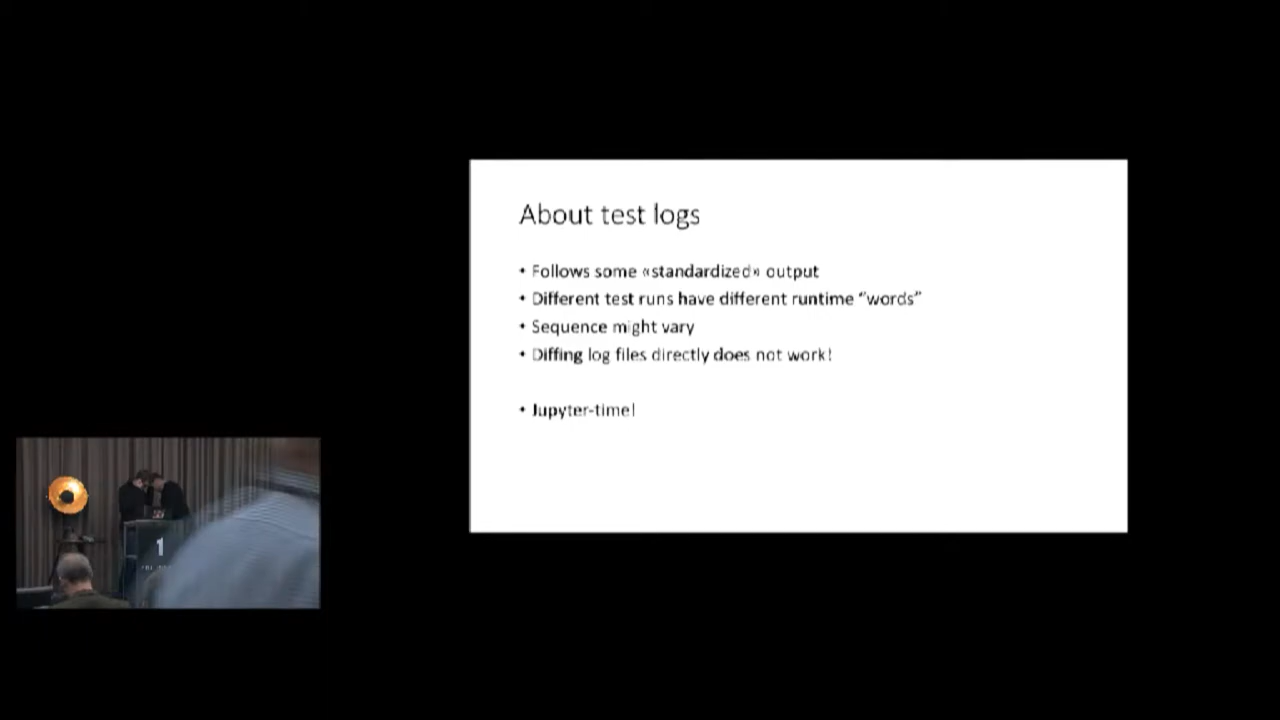 About test logs
• Follows some «standardized» output
• Different test runs have different runtime “words”
• Sequence might vary
• Diffing log files directly does not work!
• Jupyter-time!
1